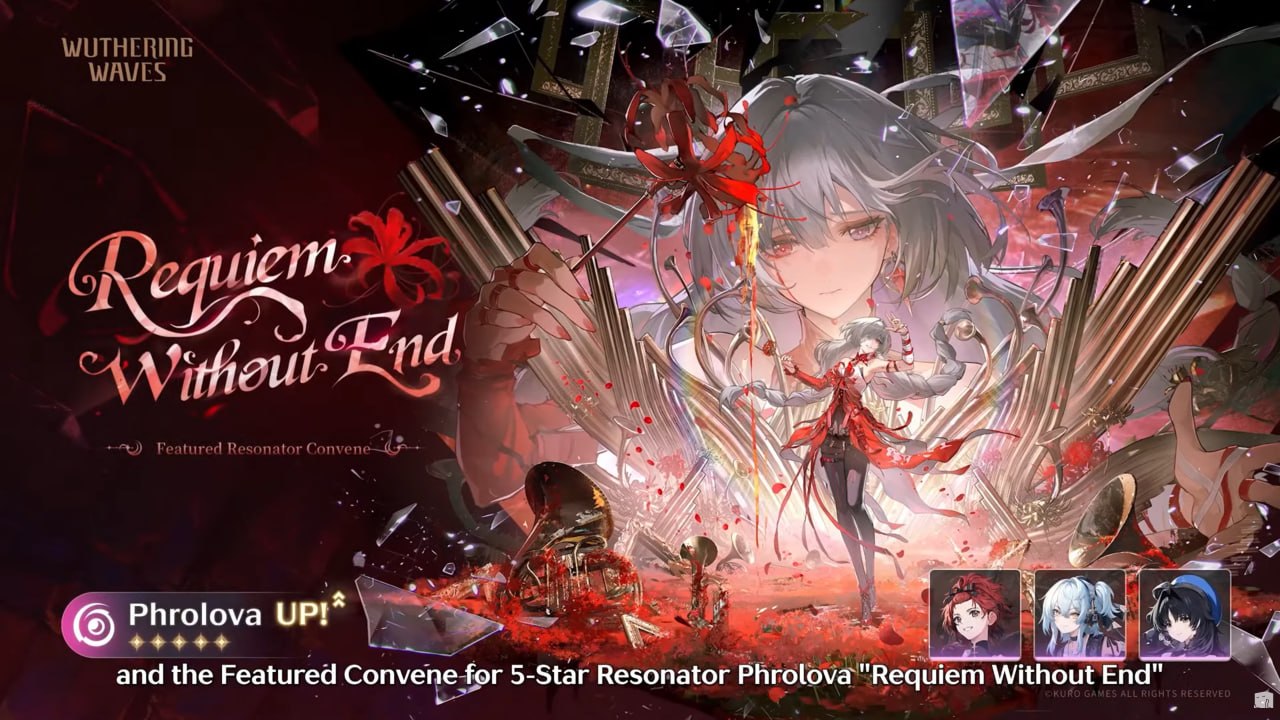 WUTHERING
WAVES
Requiem
Without End
Featured Resonator Convene
Phrolova UP!
and the Featured Convene for 5-Star Resonator Phrolova "Requiem Without End"
©KURO GAMES ALL RIGHTS RESERVED